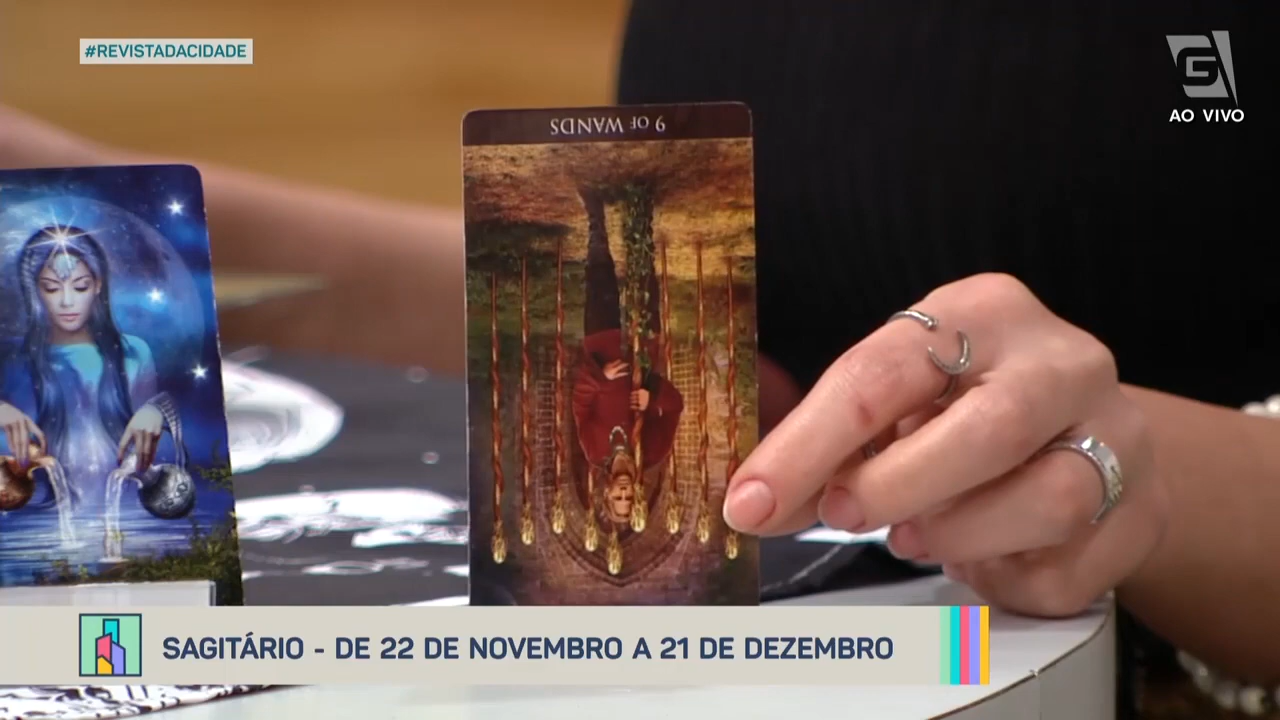 #REVISTADACIDADE
AO VIVO
9 OF WANDS
SAGITÁRIO - DE 22 DE NOVEMBRO A 21 DE DEZEMBRO